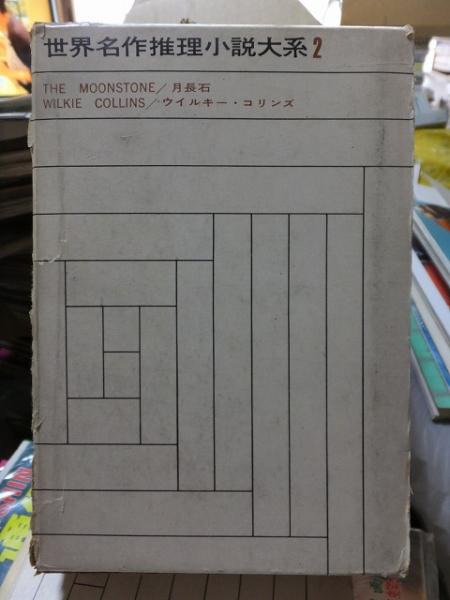 世界名作推理小説大系2
THE MOONSTONE/月長石
WILKIE COLLINS/ウイルキー・コリンズ